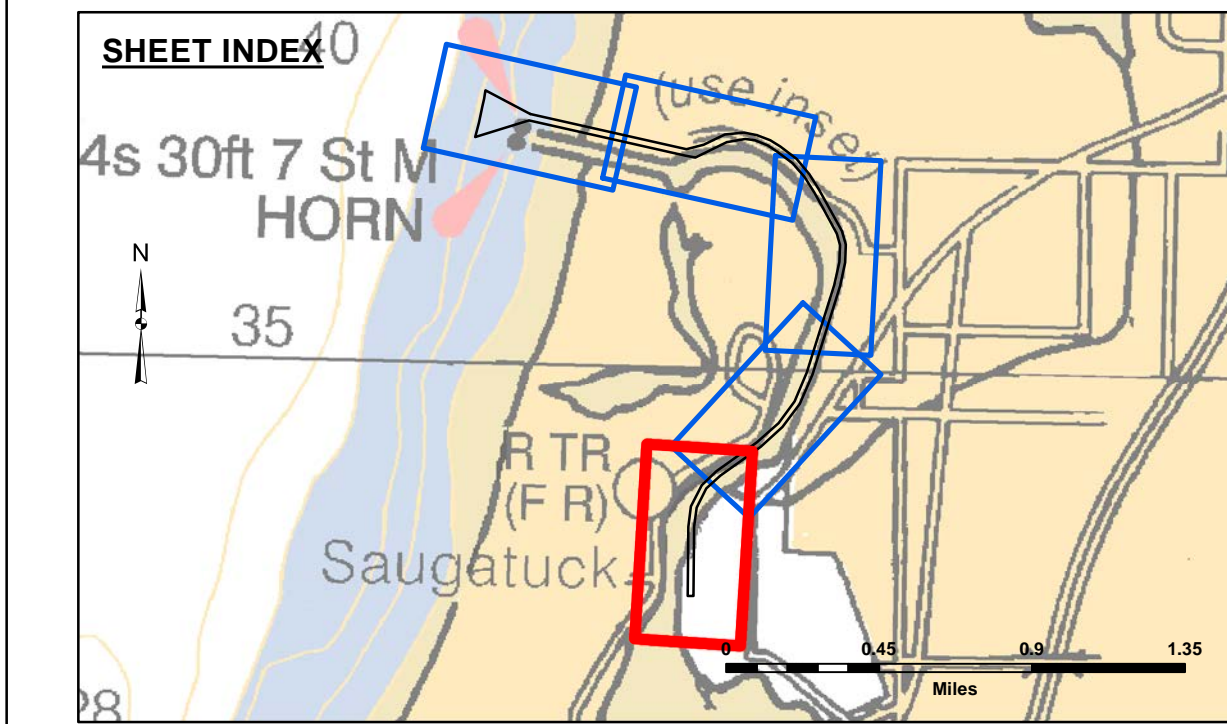 SHEET INDEX
40
(use inset)
4s 30ft 7 St M
HORN
N
35
R TR
(F R)
Saugatuck
0 0.45 0.9 1.35
Miles
28